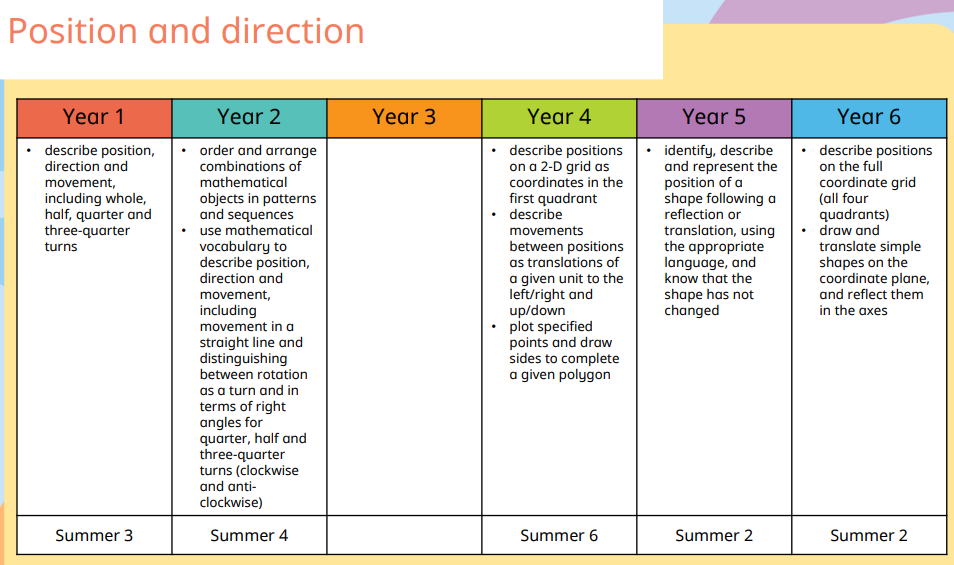 Position and direction
Year 1
Year 2
Year 3
Year 4
Year 5
Year 6
• describe position,
direction and
movement,
including whole,
half, quarter and
three-quarter
turns
• order and arrange
combinations of
mathematical
objects in patterns
and sequences
• use mathematical
vocabulary to
describe position,
direction and
movement,
including
movement in a
straight line and
distinguishing
between rotation
as a turn and in
terms of right
angles for
quarter, half and
three-quarter
turns (clockwise
and anti-
clockwise)
• describe positions
on a 2-D grid as
coordinates in the
first quadrant
• describe
movements
between positions
as translations of
a given unit to the
left/right and
up/down
• plot specified
points and draw
sides to complete
a given polygon
• identify, describe
and represent the
position of a
shape following a
reflection or
translation, using
the appropriate
language, and
know that the
shape has not
changed
• describe positions
on the full
coordinate grid
(all four
quadrants)
• draw and
translate simple
shapes on the
coordinate plane,
and reflect them
in the axes
Summer 3
Summer 4
Summer 6
Summer 2
Summer 2